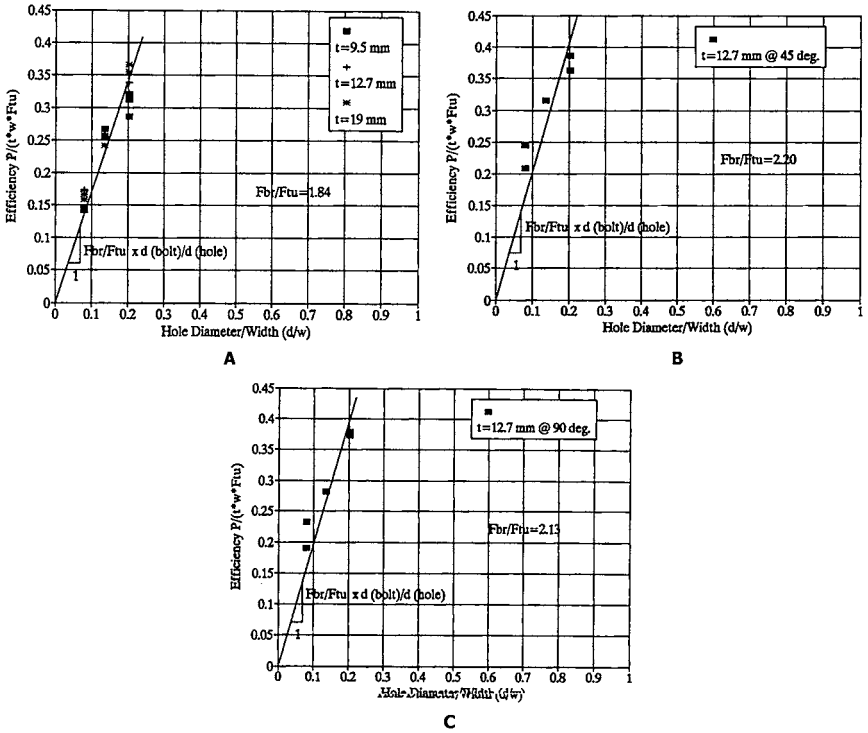 0.45
0.4
0.35
0.3
0.25
0.2
0.15
0.1
0.05
0
Efficiency P/(t*w*Ftu)
t=9.5 mm
t=12.7 mm
t=19 mm
Fbr/Ftu=1.84
Fbr/Ftu x d (bolt)/d (hole)
1
0 0.1 0.2 0.3 0.4 0.5 0.6 0.7 0.8 0.9 1
Hole Diameter/Width (d/w)
A
0.45
0.4
0.35
0.3
0.25
0.2
0.15
0.1
0.05
0
Efficiency P/(t*w*Ftu)
t=12.7 mm @ 45 deg.
Fbr/Ftu=2.20
Fbr/Ftu x d (bolt)/d (hole)
1
0 0.1 0.2 0.3 0.4 0.5 0.6 0.7 0.8 0.9 1
Hole Diameter/Width (d/w)
B
0.45
0.4
0.35
0.3
0.25
0.2
0.15
0.1
0.05
0
Efficiency P/(t*w*Ftu)
t=12.7 mm @ 90 deg.
Fbr/Ftu=2.13
Fbr/Ftu x d (bolt)/d (hole)
1
0 0.1 0.2 0.3 0.4 0.5 0.6 0.7 0.8 0.9 1
Hole Diameter/Width (d/w)
C